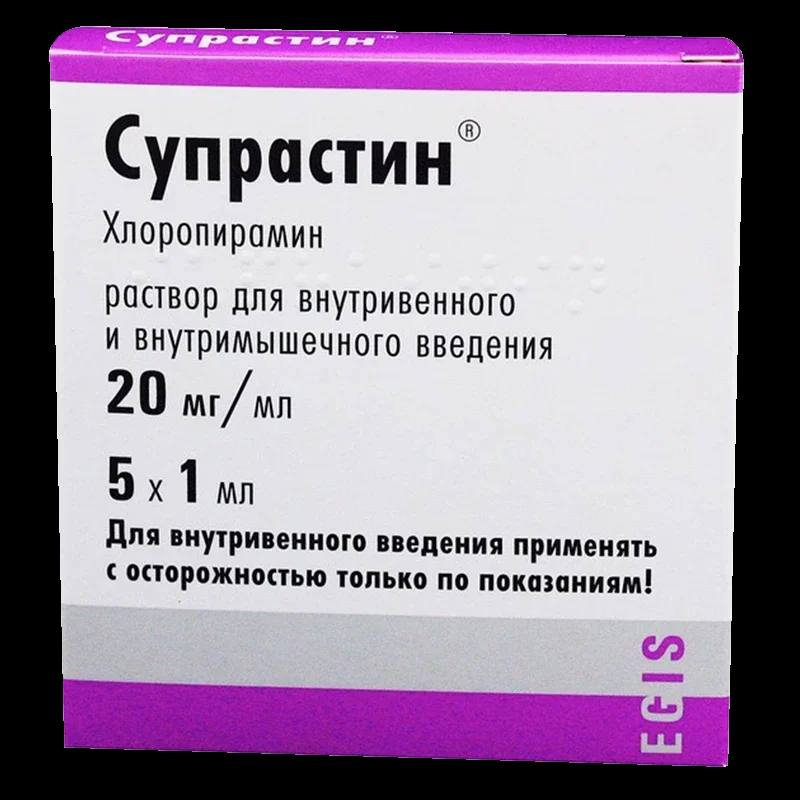 Супрастин®
Супрастин®
Хлоропирамин
раствор для внутривенного
и внутримышечного введения
20 мг/мл
5 x 1 мл
Для внутривенного введения применять
с осторожностью только по показаниям!
EGIS